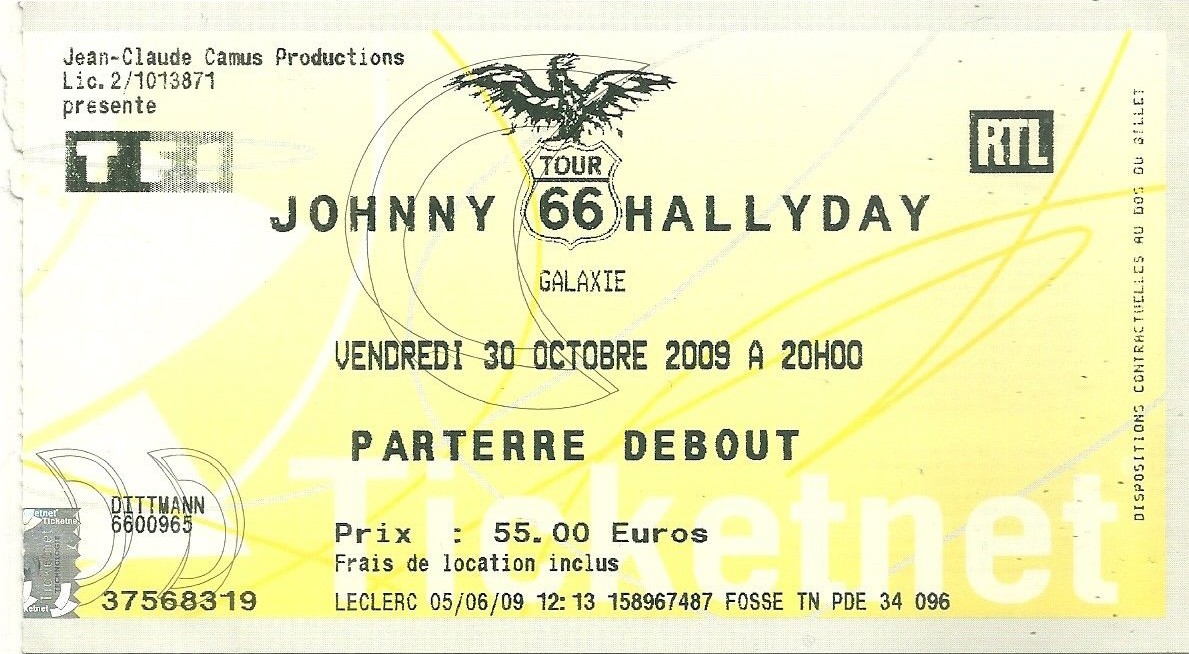 Jean-Claude Camus Productions
Lic.2/1013871
présente
TF1
RTL
TOUR
JOHNNY 66 HALLYDAY
GALAXIE
VENDREDI 30 OCTOBRE 2009 A 20H00
PARTERRE DEBOUT
Ticketnet
DITTMANN
6600965
Prix : 55.00 Euros
Frais de location inclus
37568319
LECLERC 05/06/09 12:13 158967487 FOSSE TN PDE 34 096
DISPOSITIONS CONTRACTUELLES AU DOS DU BILLET